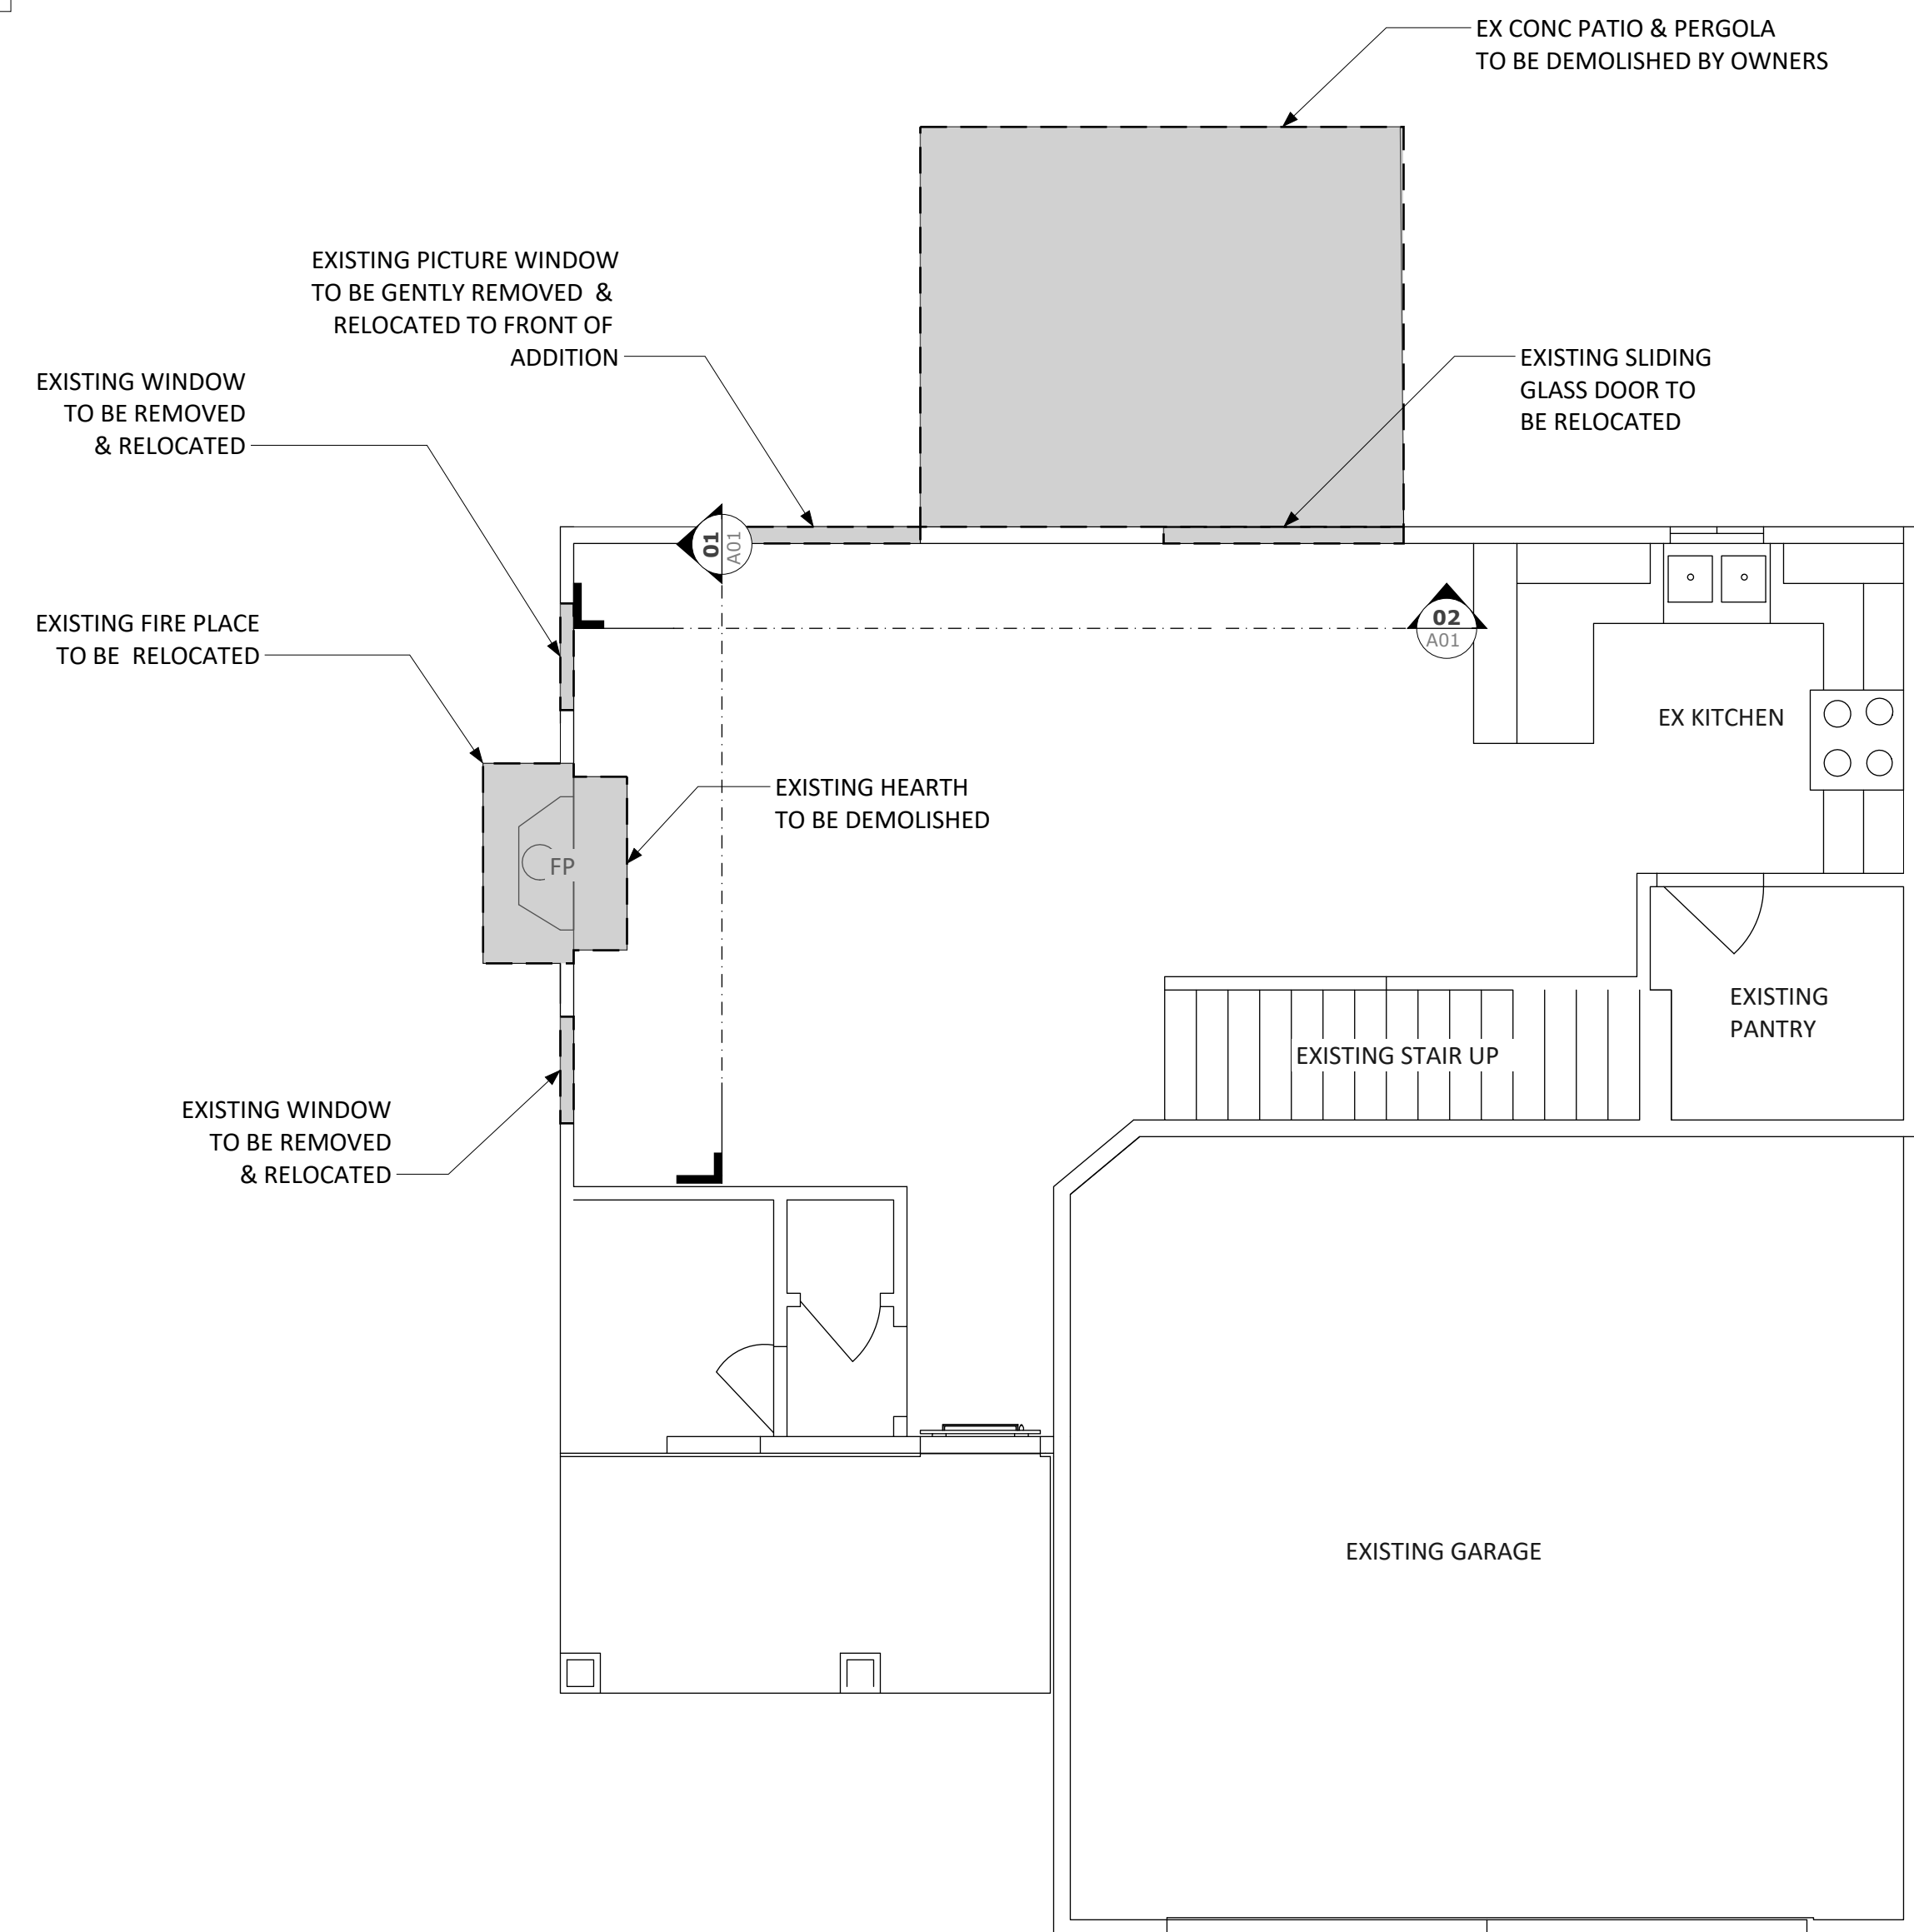 EX CONC PATIO & PERGOLA
TO BE DEMOLISHED BY OWNERS
EXISTING PICTURE WINDOW
TO BE GENTLY REMOVED &
RELOCATED TO FRONT OF
ADDITION
EXISTING SLIDING
GLASS DOOR TO
BE RELOCATED
EXISTING WINDOW
TO BE REMOVED
& RELOCATED
01
A01
02
A01
EXISTING FIRE PLACE
TO BE RELOCATED
EX KITCHEN
EXISTING HEARTH
TO BE DEMOLISHED
FP
EXISTING
PANTRY
EXISTING STAIR UP
EXISTING WINDOW
TO BE REMOVED
& RELOCATED
EXISTING GARAGE